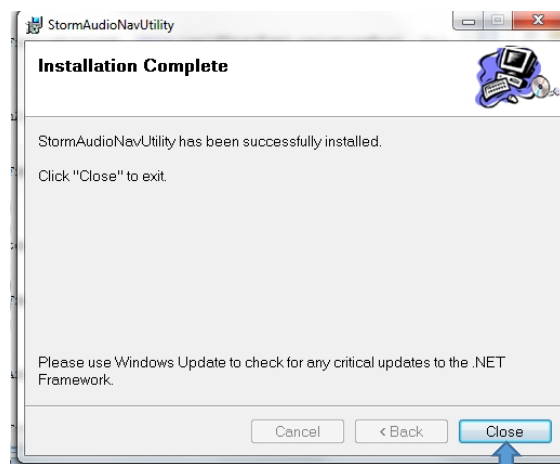 StormAudioNavUtility
Installation Complete
StormAudioNavUtility has been successfully installed.
Click "Close" to exit.
Please use Windows Update to check for any critical updates to the .NET
Framework.
Cancel
< Back
Close